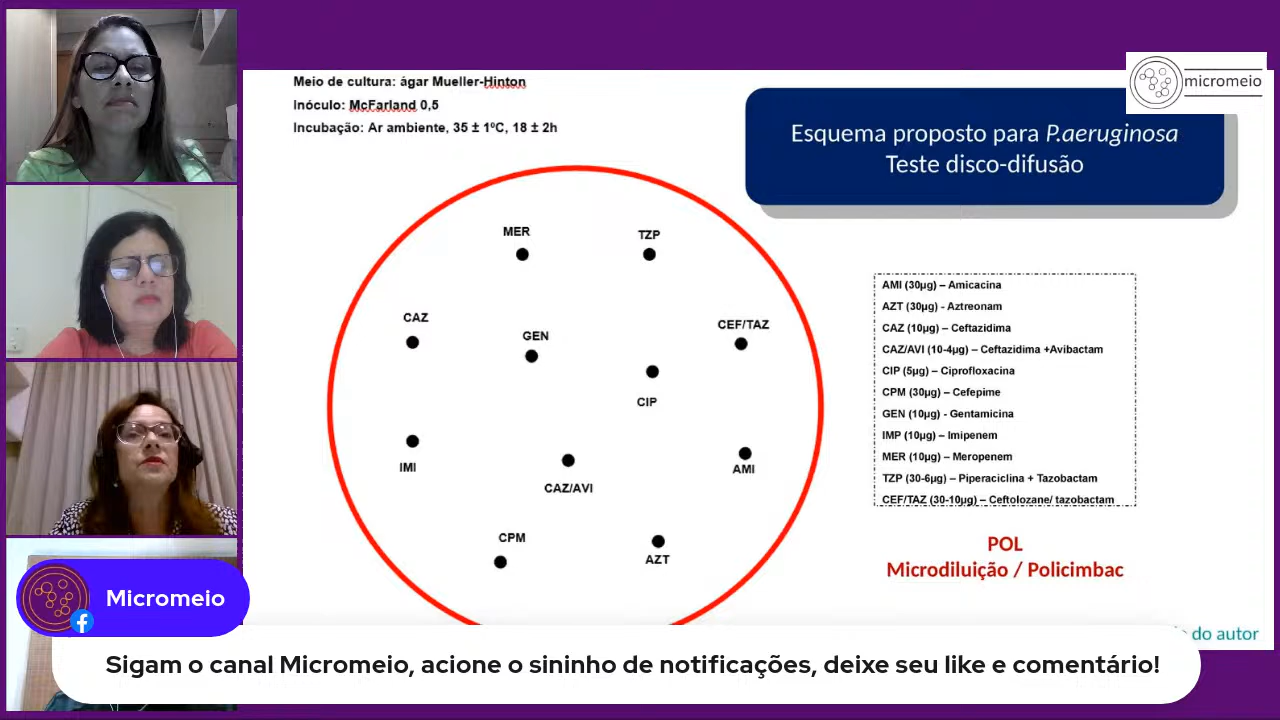 Meio de cultura: ágar Mueller-Hinton
Inóculo: McFarland 0,5
Incubação: Ar ambiente, 35 ± 1ºC, 18 ± 2h
micromeio
Esquema proposto para P.aeruginosa
Teste disco-difusão
MER
TZP
CAZ
GEN
CEF/TAZ
CIP
IMI
CAZ/AVI
AMI
CPM
AZT
AMI (30µg) – Amicacina
AZT (30µg) - Aztreonam
CAZ (10µg) – Ceftazidima
CAZ/AVI (10-4µg) – Ceftazidima +Avibactam
CIP (5µg) – Ciprofloxacina
CPM (30µg) – Cefepime
GEN (10µg) - Gentamicina
IMP (10µg) – Imipenem
MER (10µg) – Meropenem
TZP (30-6µg) – Piperaciclina + Tazobactam
CEF/TAZ (30-10µg) – Ceftolozane/ tazobactam
POL
Microdiluição / Policimbac
do autor
Micromeio
Sigam o canal Micromeio, acione o sininho de notificações, deixe seu like e comentário!